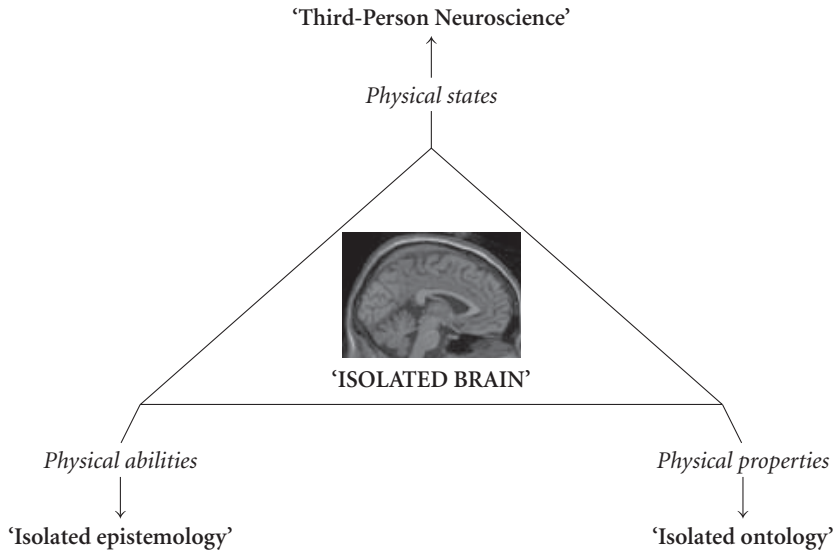 ‘Third-Person Neuroscience’
Physical states
‘ISOLATED BRAIN’
Physical abilities
Physical properties
‘Isolated epistemology’
‘Isolated ontology’